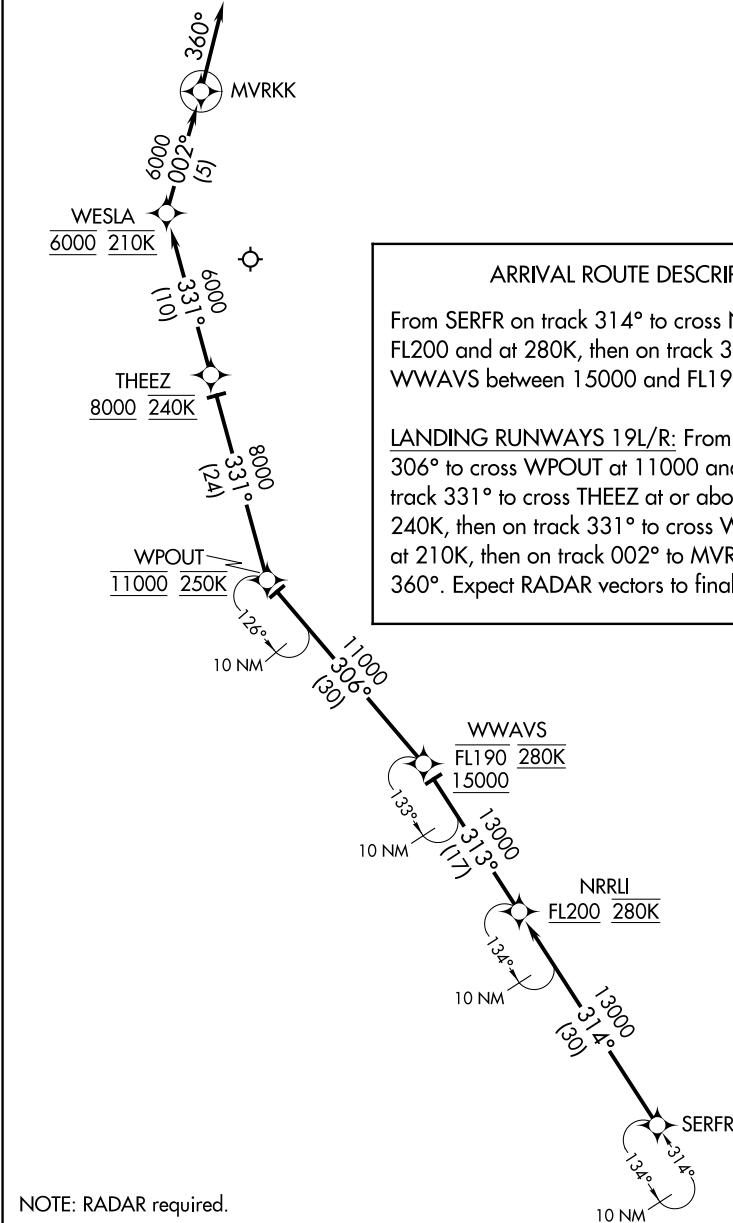 360°
MVRKK
6000
002°
(5)
WESLA
6000 210K
6000
331°
(10)
THEEZ
8000 240K
8000
331°
(24)
WPOUT
11000 250K
126°
10 NM
11000
306°
(30)
WWAVS
FL190 280K
15000
133°
10 NM
13000
313°
(17)
NRRLI
FL200 280K
134°
10 NM
13000
314°
(30)
SERFR
134°
314°
10 NM
ARRIVAL ROUTE DESCRIP
From SERFR on track 314° to cross N
FL200 and at 280K, then on track 3
WWAVS between 15000 and FL19
LANDING RUNWAYS 19L/R: From
306° to cross WPOUT at 11000 and
track 331° to cross THEEZ at or abo
240K, then on track 331° to cross W
at 210K, then on track 002° to MVR
360°. Expect RADAR vectors to final
NOTE: RADAR required.